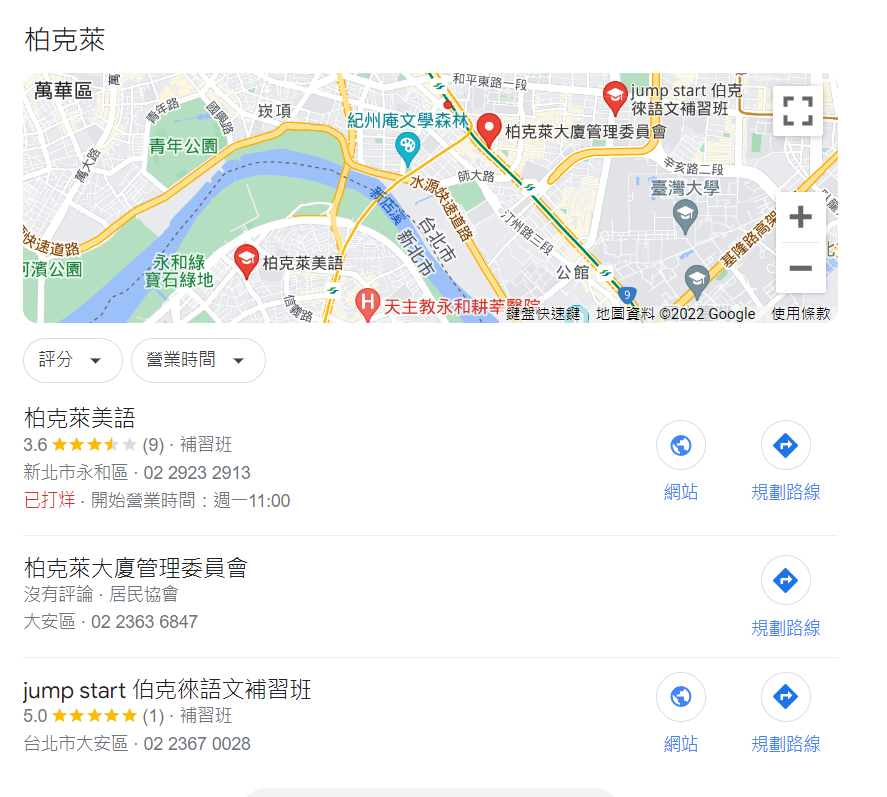 柏克萊
萬華區
和平東路一段
jump start 伯克
徠語文補習班
青年路
國興路
崁頂
紀州庵文學森林
柏克萊大廈管理委員會
青年公園
萬大路
師大路
辛亥路二段
臺灣大學
水源快速道路
新店溪
台北市
新北市
汀州路三段
基隆路高架
快速道路
河濱公園
永和綠
寶石綠地
柏克萊美語
公館
信義路
9
天主教永和耕莘醫院
鍵盤快速鍵
地圖資料 ©2022 Google
使用條款
評分
營業時間
柏克萊美語
3.6 (9) · 補習班
新北市永和區 · 02 2923 2913
已打烊 · 開始營業時間：週一11:00
網站
規劃路線
柏克萊大廈管理委員會
沒有評論 · 居民協會
大安區 · 02 2363 6847
規劃路線
jump start 伯克徠語文補習班
5.0 (1) · 補習班
台北市大安區 · 02 2367 0028
網站
規劃路線